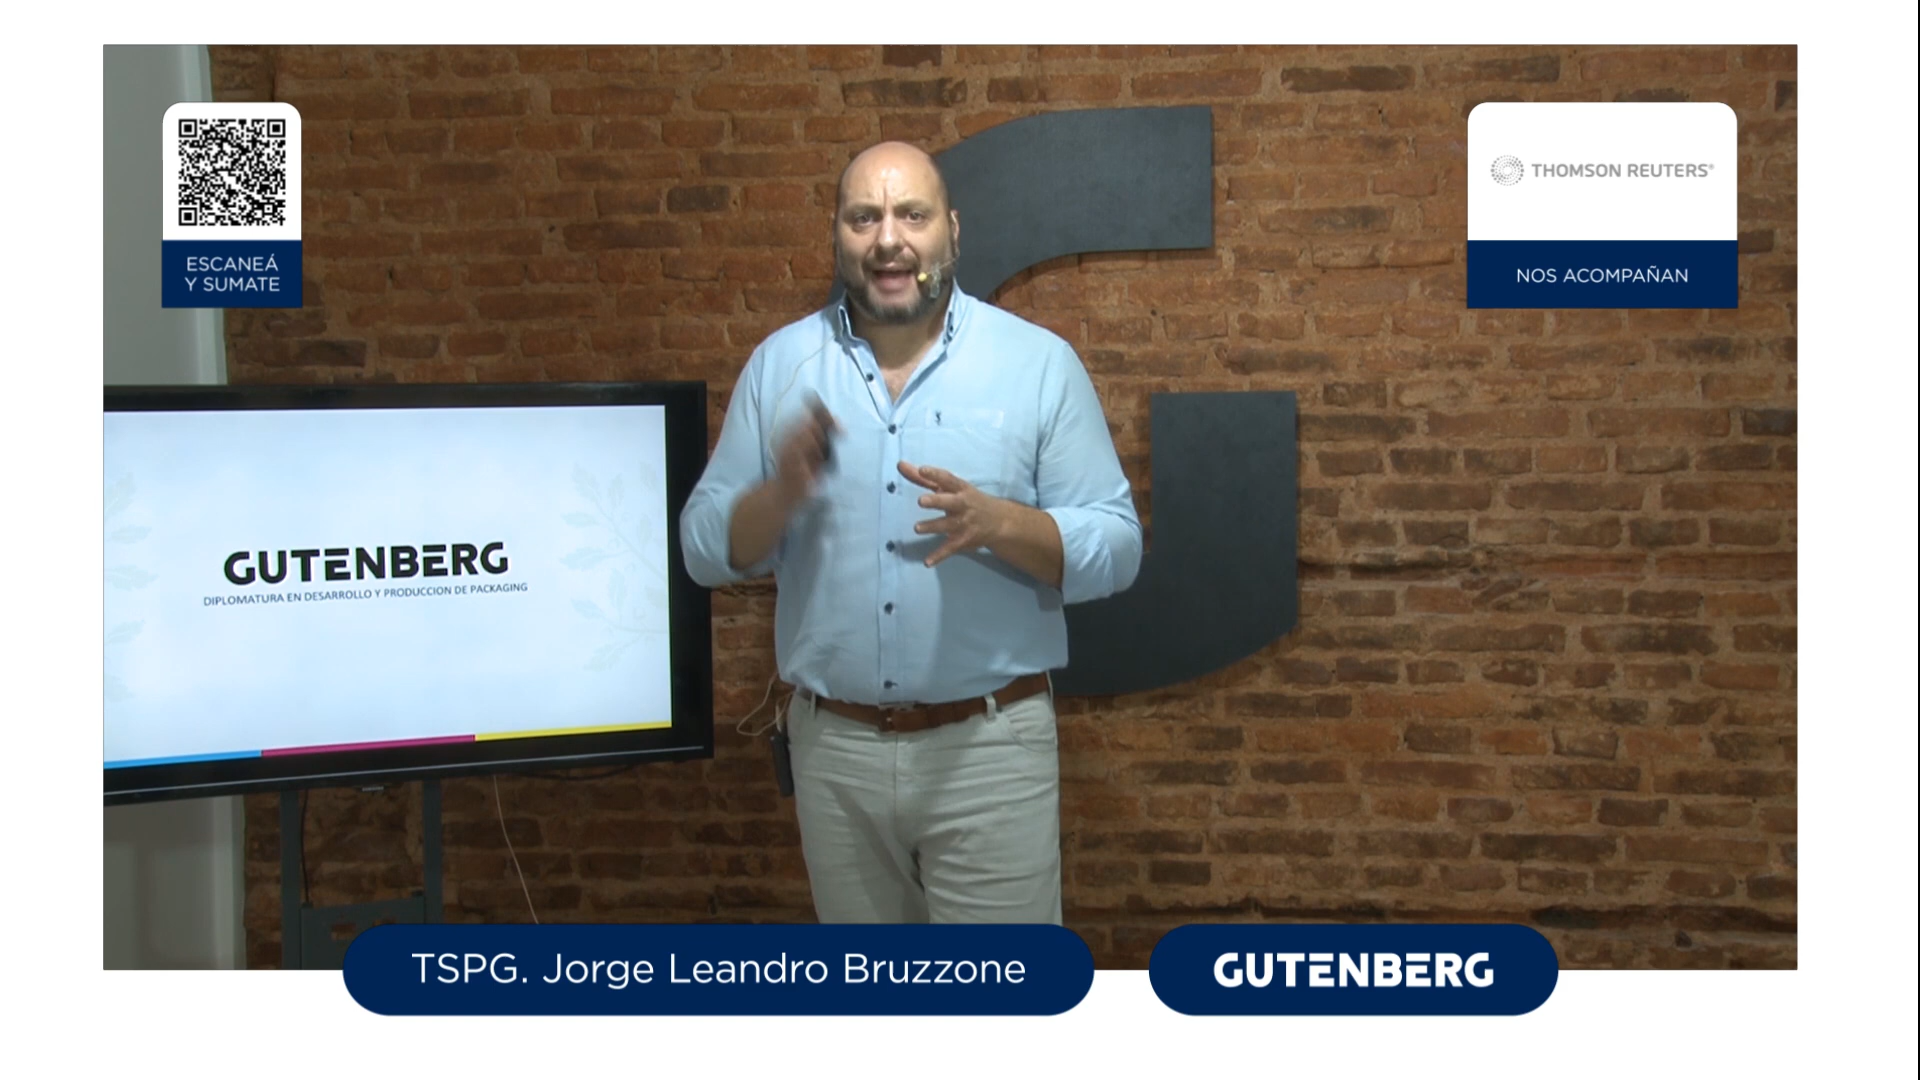 ESCANEÁ
Y SUMATE
THOMSON REUTERS®
NOS ACOMPAÑAN
GUTENBERG
DIPLOMATURA EN DESARROLLO Y PRODUCCION DE PACKAGING
TSPG. Jorge Leandro Bruzzone
GUTENBERG